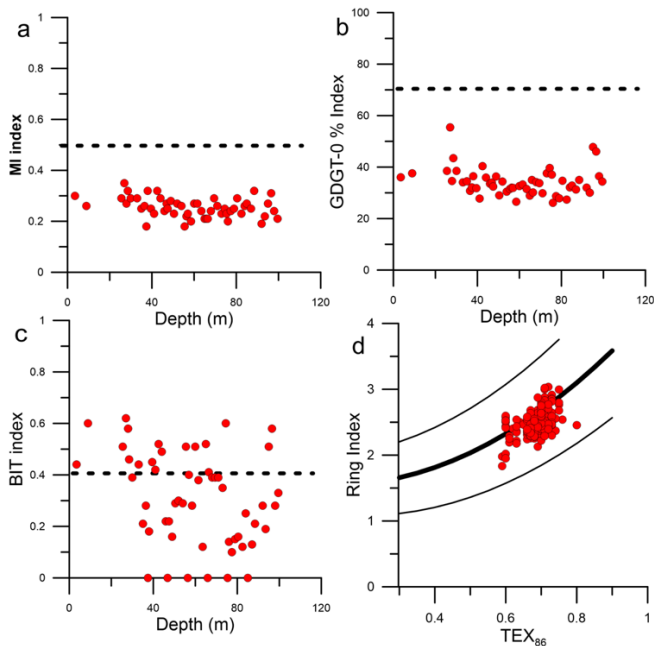 a
1
0.8
0.6
0.4
0.2
0
MI index
0 40 80 120
Depth (m)
b
100
80
60
40
20
0
GDGT-0 % Index
0 40 80 120
Depth (m)
c
1
0.8
0.6
0.4
0.2
0
BIT index
0 40 80 120
Depth (m)
d
4
3
2
1
0
Ring Index
0.4 0.6 0.8 1
TEX86